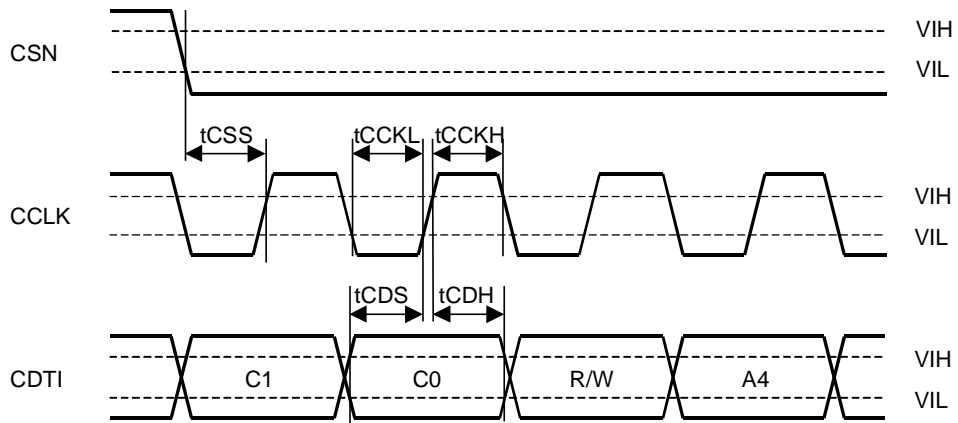 CSN
VIH
VIL
tCSS
tCCKL
tCCKH
CCLK
VIH
VIL
tCDS
tCDH
CDTI
C1
C0
R/W
A4
VIH
VIL